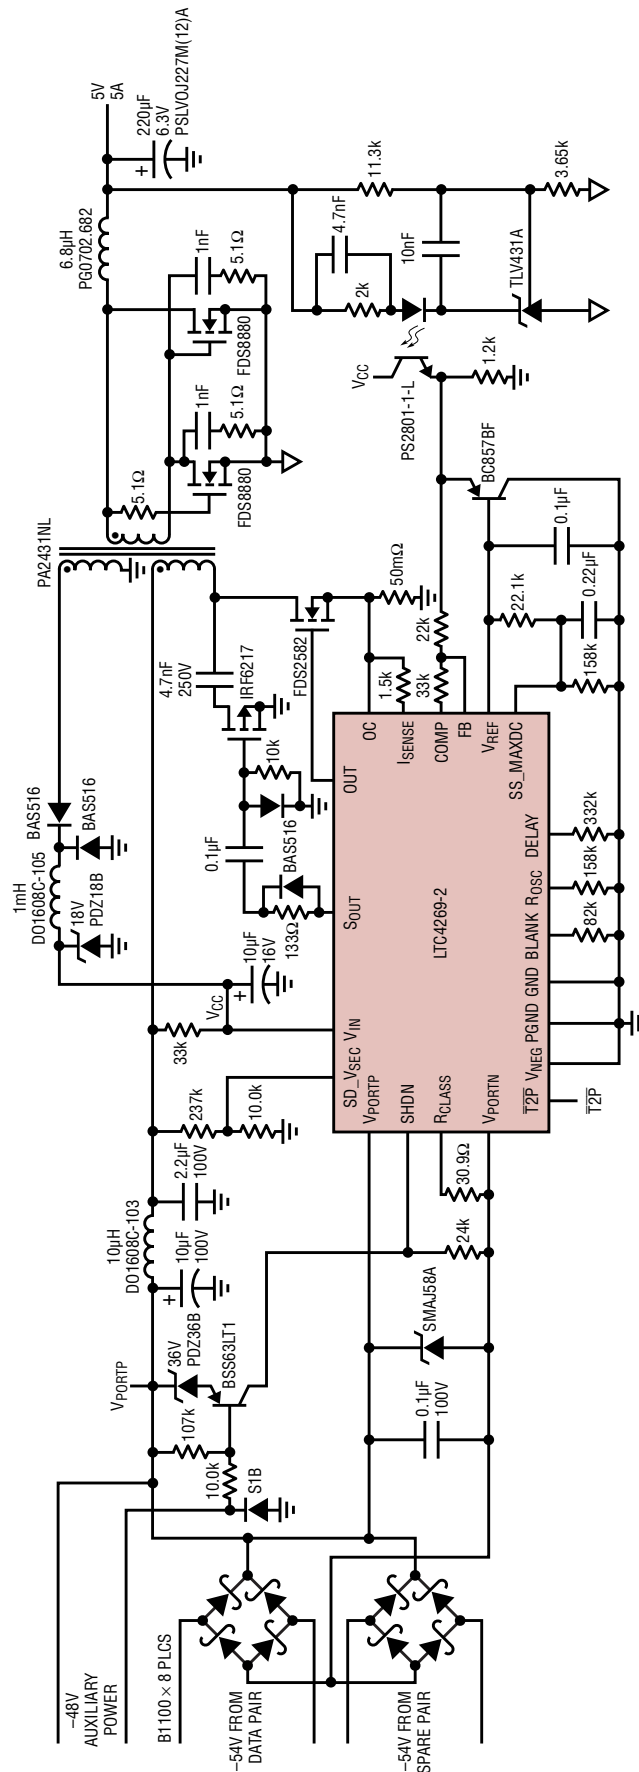 –48V
AUXILIARY
POWER
B1100 × 8 PLCS
–54V FROM
DATA PAIR
–54V FROM
SPARE PAIR
VPORTP
107k
10.0k
S1B
36V
PDZ36B
BSS63LT1
10µH
DO1608C-103
+
10µF
100V
2.2µF
100V
237k
10.0k
33k
VCC
+
10µF
16V
1mH
DO1608C-105
18V
PDZ18B
BAS516
BAS516
133Ω
BAS516
0.1µF
10k
IRF6217
4.7nF
250V
PA2431NL
FDS2582
50mΩ
5.1Ω
FDS8880
1nF
5.1Ω
FDS8880
1nF
5.1Ω
6.8µH
PG0702.682
5V
5A
+
220µF
6.3V
PSLVOJ227M(12)A
11.3k
4.7nF
2k
10nF
3.65k
TLV431A
VCC
PS2801-1-L
1.2k
BC857BF
0.1µF
22.1k
0.22µF
158k
22k
33k
1.5k
0.1µF
100V
SMAJ58A
24k
30.9Ω
SD_VSEC
VIN
SOUT
OUT
VPORTP
SHDN
RCLASS
VPORTN
LTC4269-2
OC
ISENSE
COMP
FB
VREF
SS_MAXDC
T2P
VNEG
PGND
GND
BLANK
ROSC
DELAY
T2P
82k
158k
332k